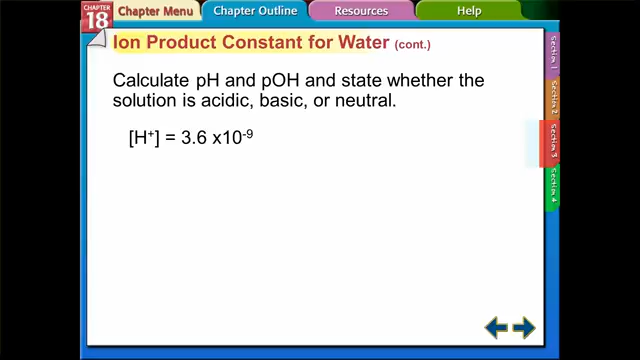 CHAPTER
18
Chapter Menu
Chapter Outline
Resources
Help
Ion Product Constant for Water (cont.)
Calculate pH and pOH and state whether the
solution is acidic, basic, or neutral.
[H⁺] = 3.6 x10⁻⁹
Section 1
Section 2
Section 3
Section 4